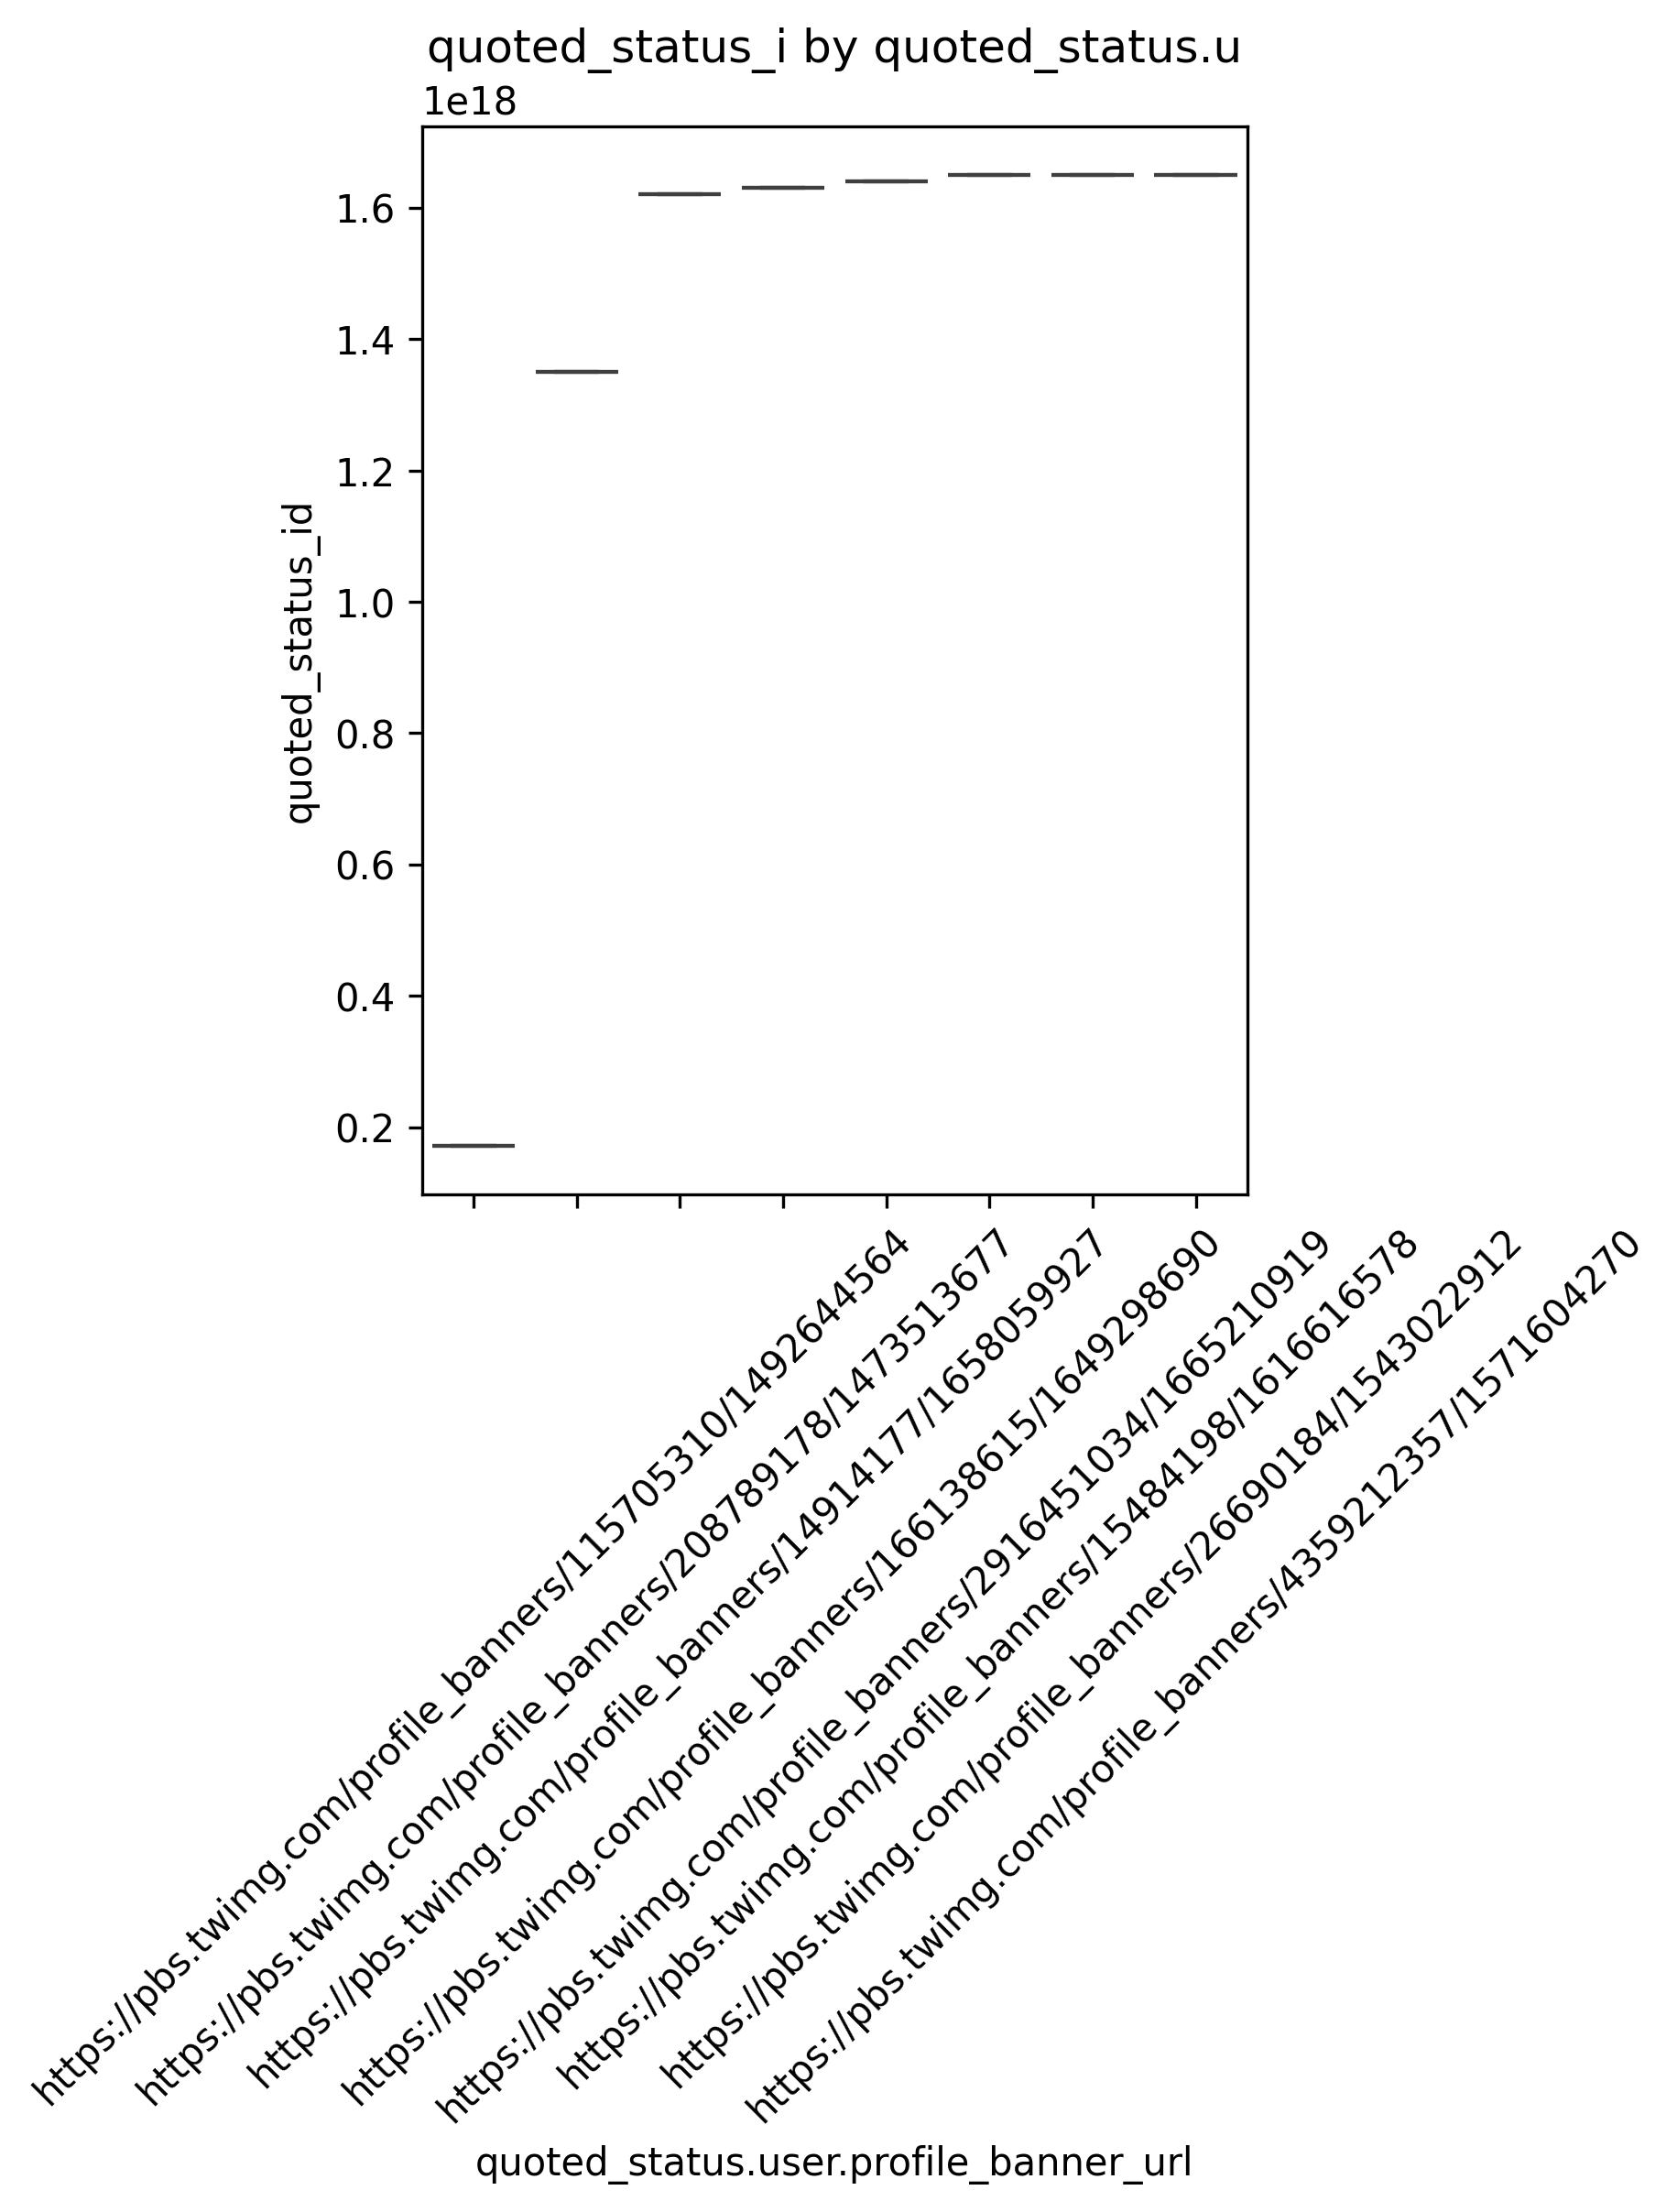 quoted_status_i by quoted_status.u
1e18
1.6
1.4
1.2
1.0
0.8
0.6
0.4
0.2
quoted_status_id
https://pbs.twimg.com/profile_banners/115705310/1492644564
https://pbs.twimg.com/profile_banners/208789178/1473513677
https://pbs.twimg.com/profile_banners/14914177/1658059927
https://pbs.twimg.com/profile_banners/166138615/1649298690
https://pbs.twimg.com/profile_banners/2916451034/1665210919
https://pbs.twimg.com/profile_banners/15484198/1616616578
https://pbs.twimg.com/profile_banners/26690184/1543022912
https://pbs.twimg.com/profile_banners/4359212357/1571604270
quoted_status.user.profile_banner_url